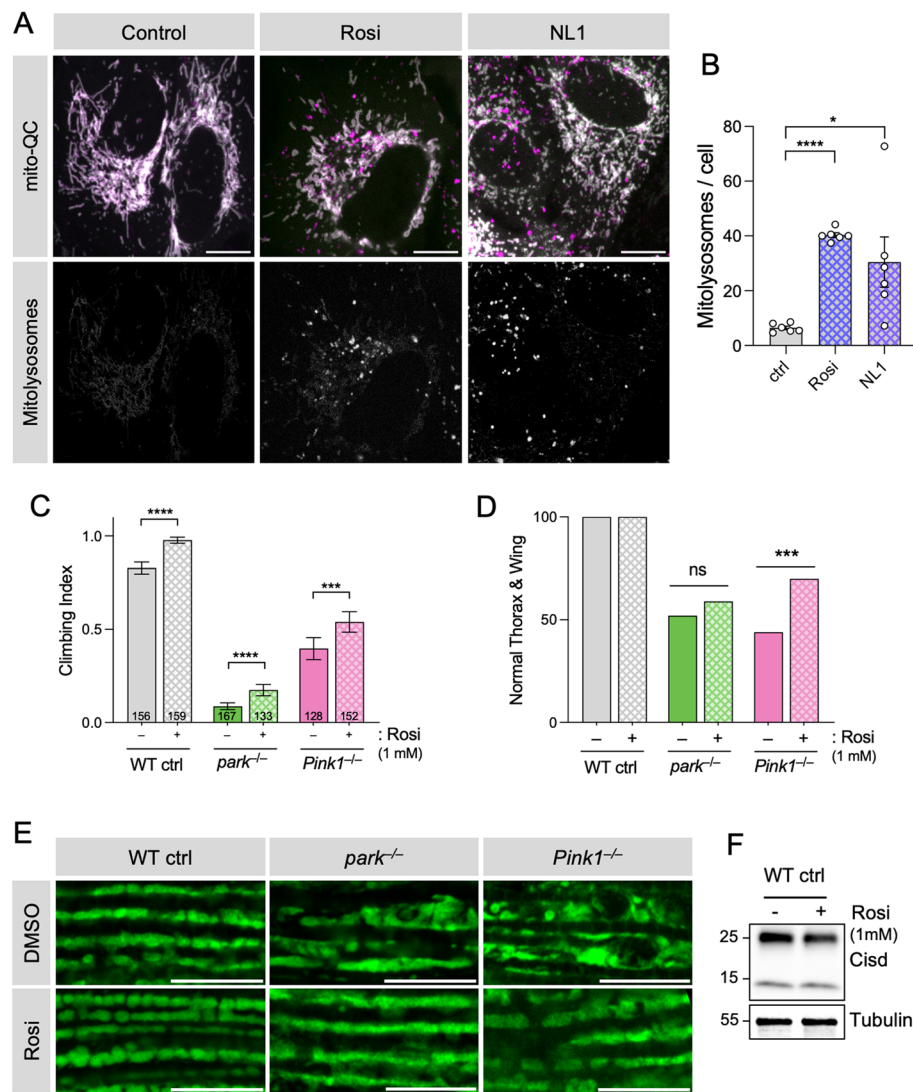 A
Control
Rosi
NL1
mito-QC
Mitolysosomes
B
Mitolysosomes / cell
80
60
40
20
0
*
****
ctrl
Rosi
NL1
C
Climbing Index
1.0
0.5
0.0
****
****
***
156
159
167
133
128
152
– + – + – + : Rosi
(1 mM)
WT ctrl
park–/–
Pink1–/–
D
Normal Thorax & Wing
100
50
0
ns
***
– + – + – + : Rosi
(1 mM)
WT ctrl
park–/–
Pink1–/–
E
WT ctrl
park–/–
Pink1–/–
DMSO
Rosi
F
WT ctrl
- + Rosi
(1mM)
25
Cisd
15
55
Tubulin